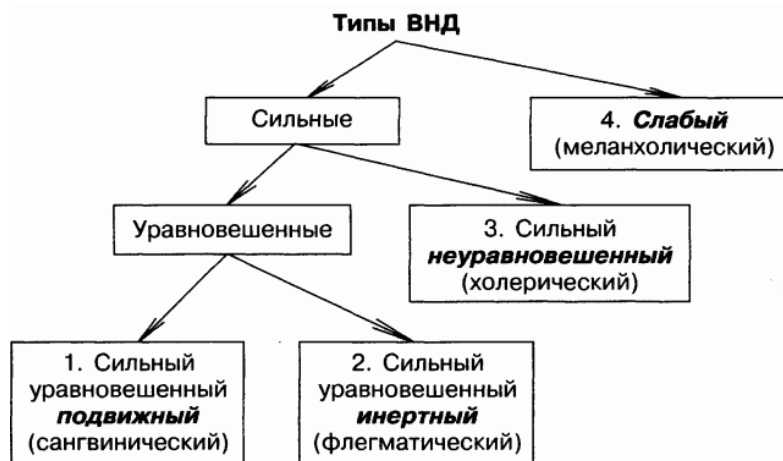 Типы ВНД
Сильные
4. Слабый
(меланхолический)
Уравновешенные
3. Сильный
неуравновешенный
(холерический)
1. Сильный
уравновешенный
подвижный
(сангвинический)
2. Сильный
уравновешенный
инертный
(флегматический)